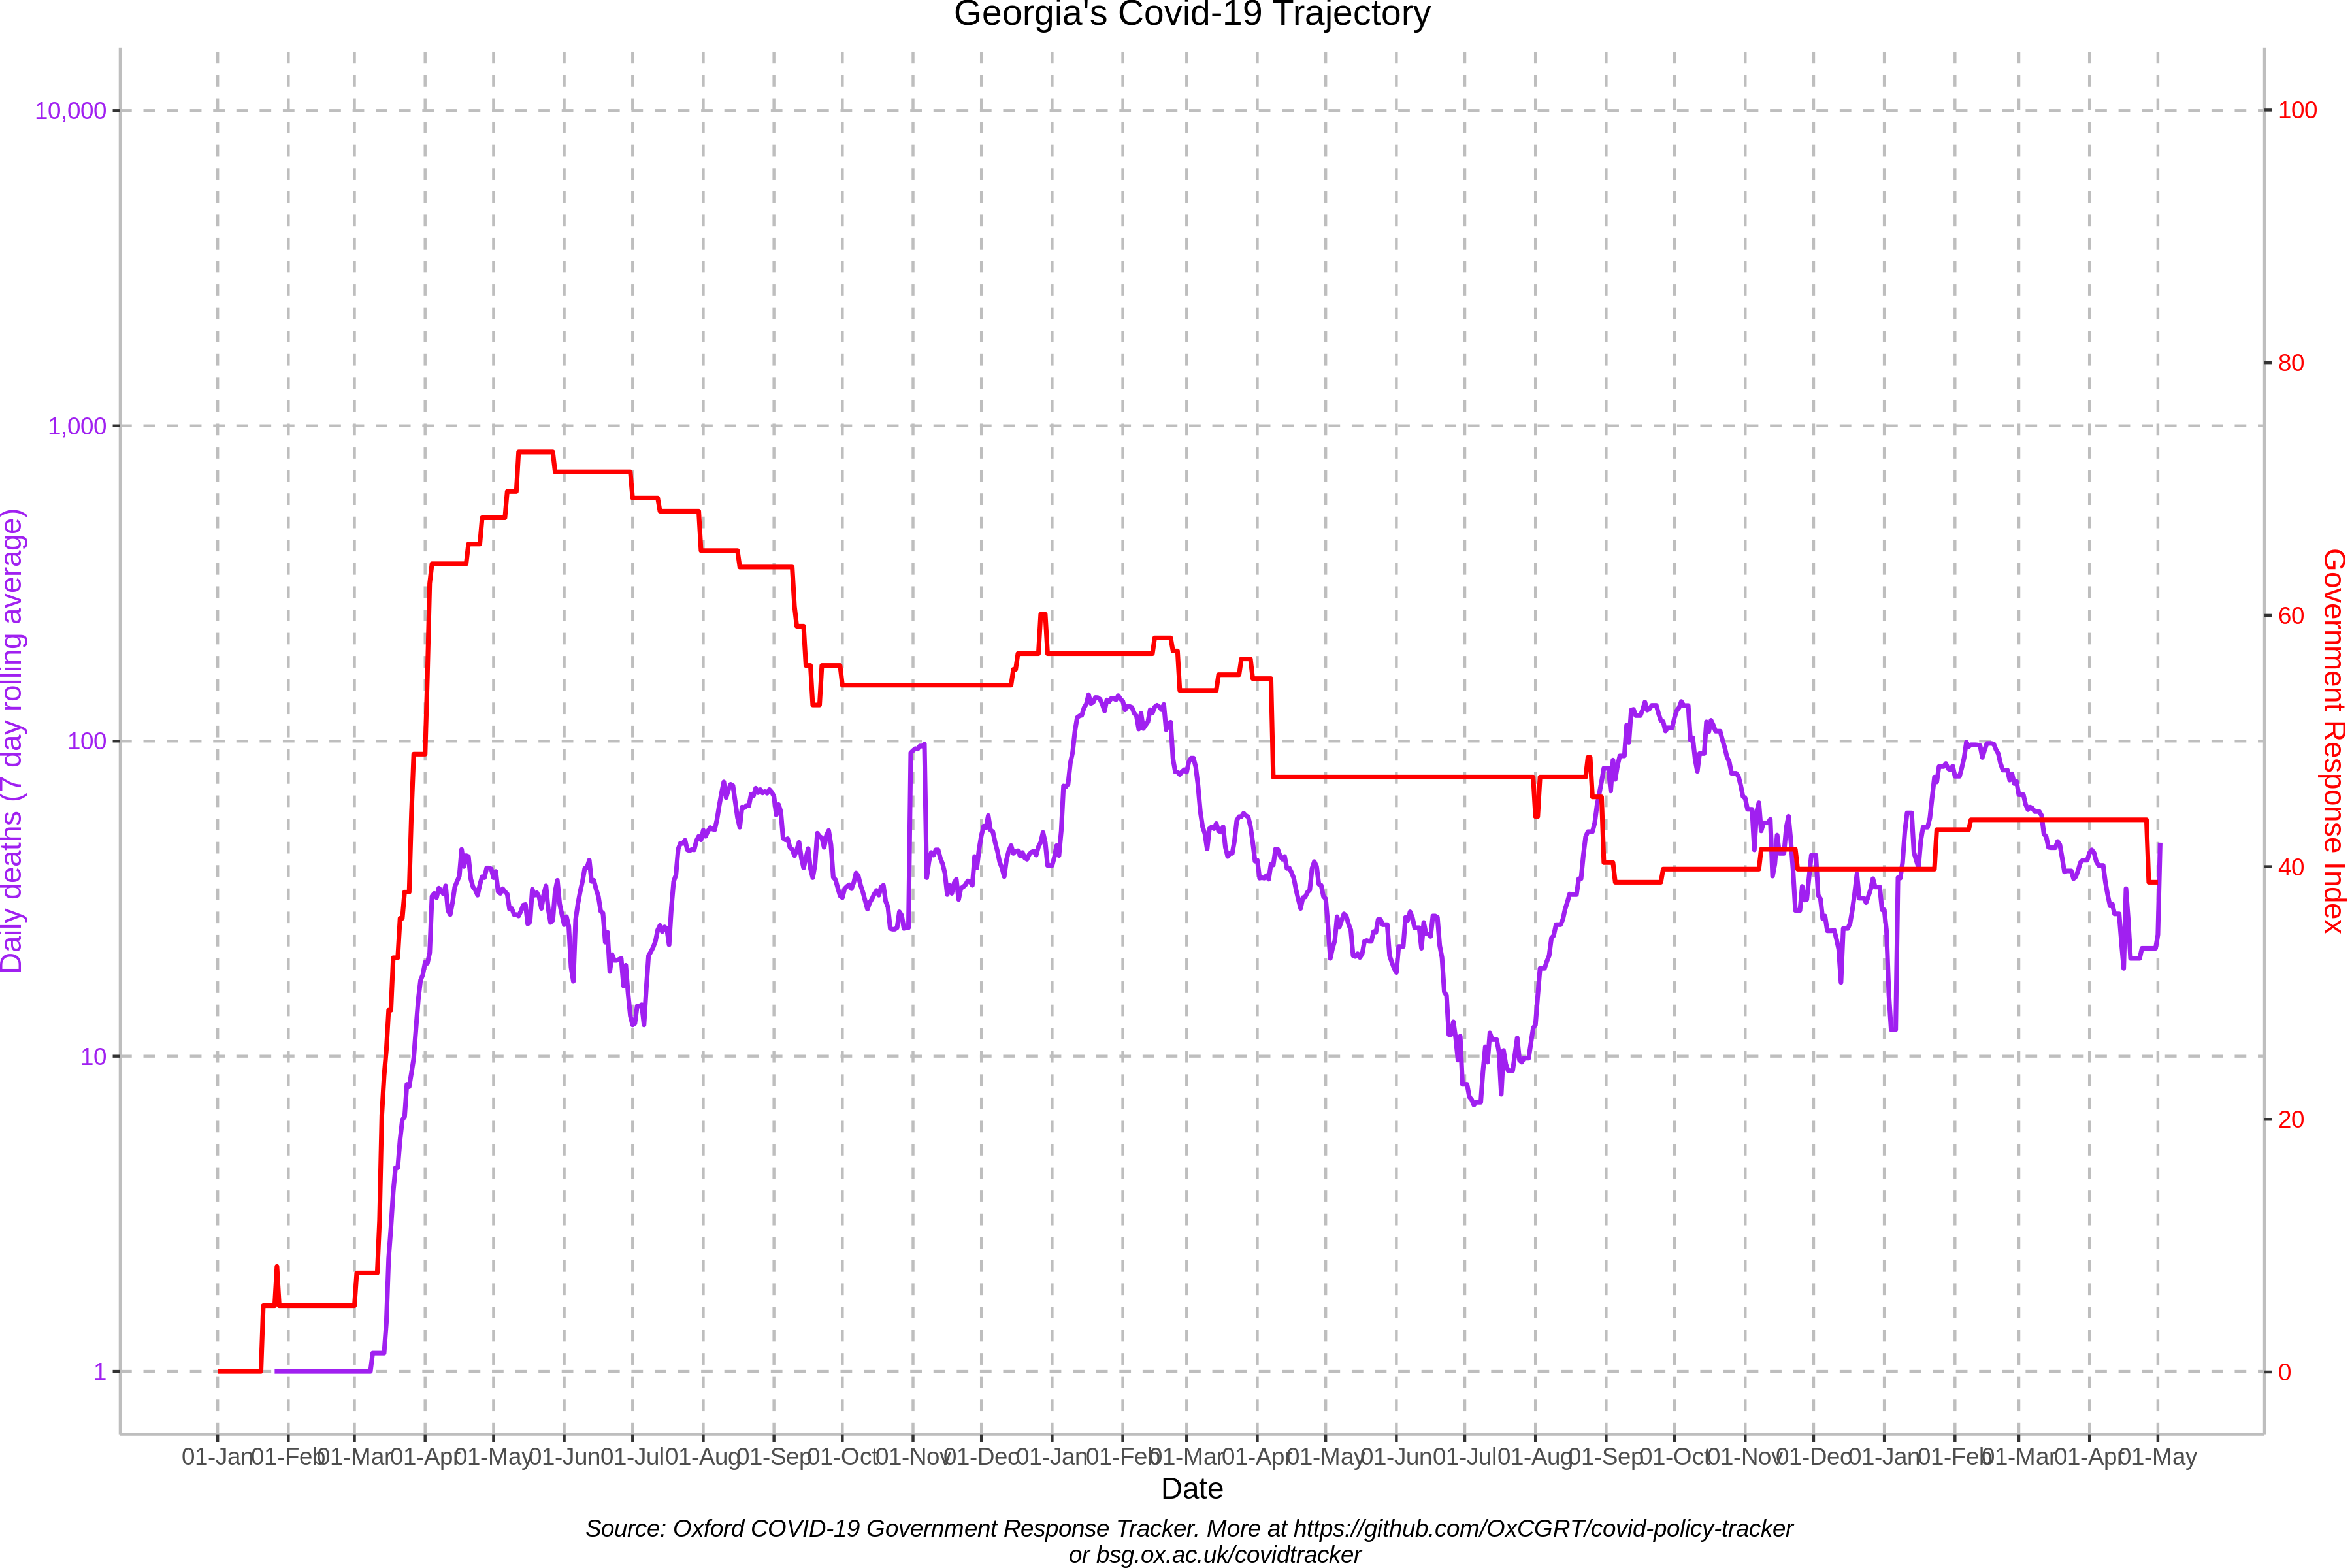 Georgia's Covid-19 Trajectory
10,000
1,000
100
10
1
Daily deaths (7 day rolling average)
100
80
60
40
20
0
Government Response Index
01-Jan 01-Feb 01-Mar 01-Apr 01-May 01-Jun 01-Jul 01-Aug 01-Sep 01-Oct 01-Nov 01-Dec 01-Jan 01-Feb 01-Mar 01-Apr 01-May 01-Jun 01-Jul 01-Aug 01-Sep 01-Oct 01-Nov 01-Dec 01-Jan 01-Feb 01-Mar 01-Apr 01-May
Date
Source: Oxford COVID-19 Government Response Tracker. More at https://github.com/OxCGRT/covid-policy-tracker
or bsg.ox.ac.uk/covidtracker